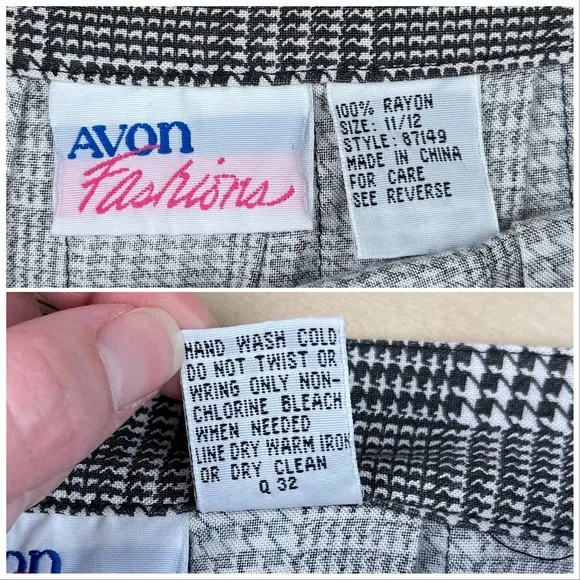 AVON
Fashions
100% RAYON
SIZE: 11/12
STYLE: 87149
MADE IN CHINA
FOR CARE
SEE REVERSE
HAND WASH COLD
DO NOT TWIST OR
WRING ONLY NON-
CHLORINE BLEACH
WHEN NEEDED
LINE DRY WARM IRON
OR DRY CLEAN
Q 32
on